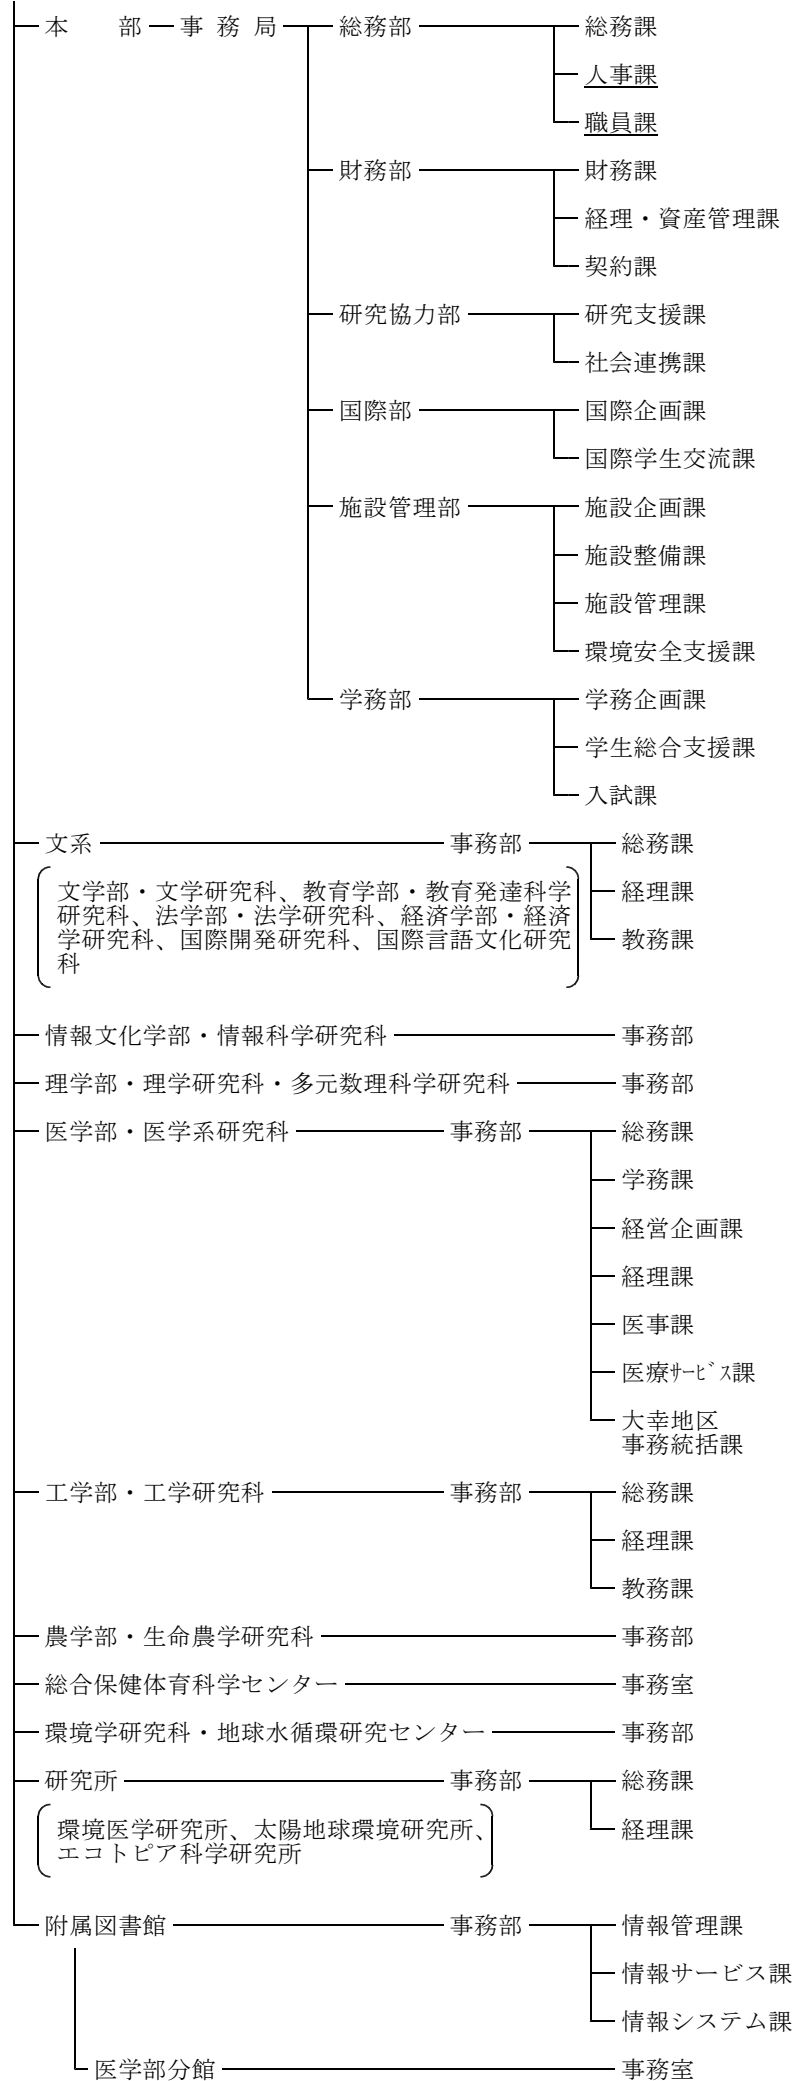 本 部 事務局 総務部 総務課
人事課
職員課
財務部 財務課
経理・資産管理課
契約課
研究協力部 研究支援課
社会連携課
国際部 国際企画課
国際学生交流課
施設管理部 施設企画課
施設整備課
施設管理課
環境安全支援課
学務部 学務企画課
学生総合支援課
入試課
文系 事務部 総務課
文学部・文学研究科、教育学部・教育発達科学 経理課
研究科、法学部・法学研究科、経済学部・経済
学研究科、国際開発研究科、国際言語文化研究 教務課
科
情報文化学部・情報科学研究科 事務部
理学部・理学研究科・多元数理科学研究科 事務部
医学部・医学系研究科 事務部 総務課
学務課
経営企画課
経理課
医事課
医療ｻｰﾋﾞｽ課
大幸地区
事務統括課
工学部・工学研究科 事務部 総務課
経理課
教務課
農学部・生命農学研究科 事務部
総合保健体育科学センター 事務室
環境学研究科・地球水循環研究センター 事務部
研究所 事務部 総務課
環境医学研究所、太陽地球環境研究所、 経理課
エコトピア科学研究所
附属図書館 事務部 情報管理課
情報サービス課
情報システム課
医学部分館 事務室